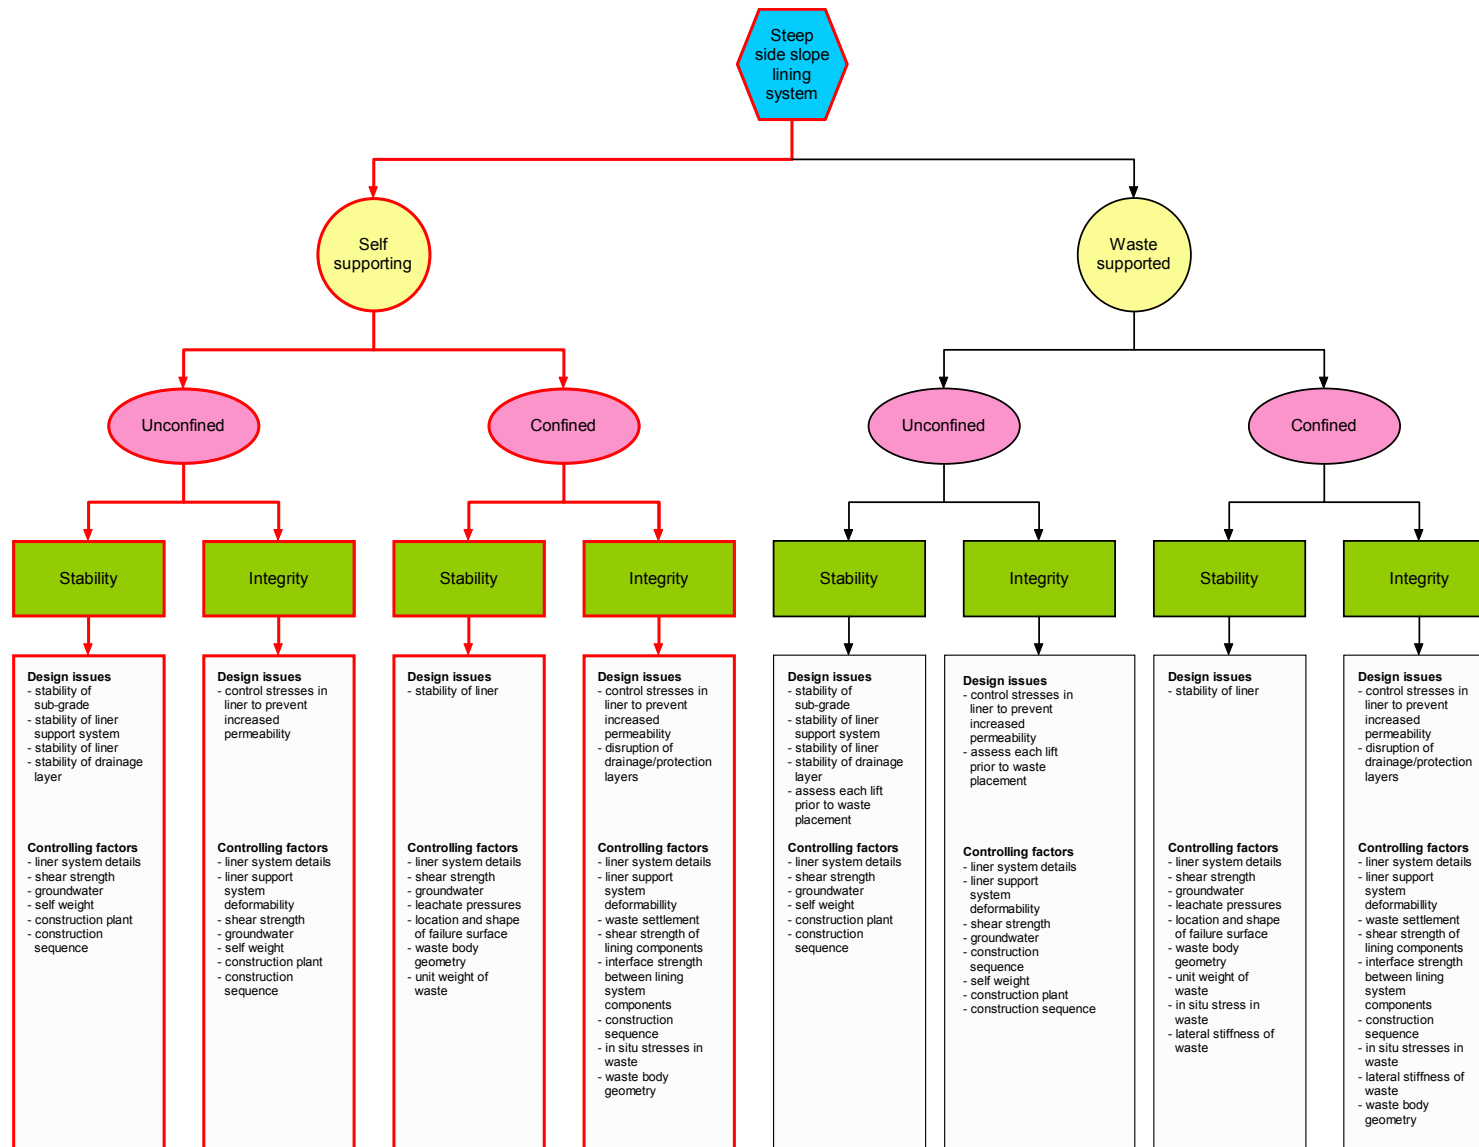 Steep
side slope
lining
system
Self
supporting
Waste
supported
Unconfined
Confined
Unconfined
Confined
Stability
Integrity
Stability
Integrity
Stability
Integrity
Stability
Integrity
Design issues
- stability of
sub-grade
- stability of liner
support system
- stability of liner
- stability of drainage
layer
Controlling factors
- liner system details
- shear strength
- groundwater
- self weight
- construction plant
- construction
sequence
Design issues
- control stresses in
liner to prevent
increased
permeability
Controlling factors
- liner system details
- liner support
system
deformability
- shear strength
- groundwater
- self weight
- construction plant
- construction
sequence
Design issues
- stability of liner
Controlling factors
- liner system details
- shear strength
- groundwater
- leachate pressures
- location and shape
of failure surface
- waste body
geometry
- unit weight of
waste
Design issues
- control stresses in
liner to prevent
increased
permeability
- disruption of
drainage/protection
layers
Controlling factors
- liner system details
- liner support
system
deformabillity
- waste settlement
- shear strength of
lining components
- interface strength
between lining
system
components
- construction
sequence
- in situ stresses in
waste
- waste body
geometry
Design issues
- stability of
sub-grade
- stability of liner
support system
- stability of liner
- stability of drainage
layer
- assess each lift
prior to waste
placement
Controlling factors
- liner system details
- shear strength
- groundwater
- self weight
- construction plant
- construction
sequence
Design issues
- control stresses in
liner to prevent
increased
permeability
- assess each lift
prior to waste
placement
Controlling factors
- liner system details
- liner support
system
deformability
- shear strength
- groundwater
- construction
sequence
- self weight
- construction plant
- construction sequence
Design issues
- stability of liner
Controlling factors
- liner system details
- shear strength
- groundwater
- leachate pressures
- location and shape
of failure surface
- waste body
geometry
- unit weight of
waste
- in situ stress in
waste
- lateral stiffness of
waste
Design issues
- control stresses in
liner to prevent
increased
permeability
- disruption of
drainage/protection
layers
Controlling factors
- liner system details
- liner support
system
deformabillity
- waste settlement
- shear strength of
lining components
- interface strength
between lining
system
components
- construction
sequence
- in situ stresses in
waste
- lateral stiffness of
waste
- waste body
geometry